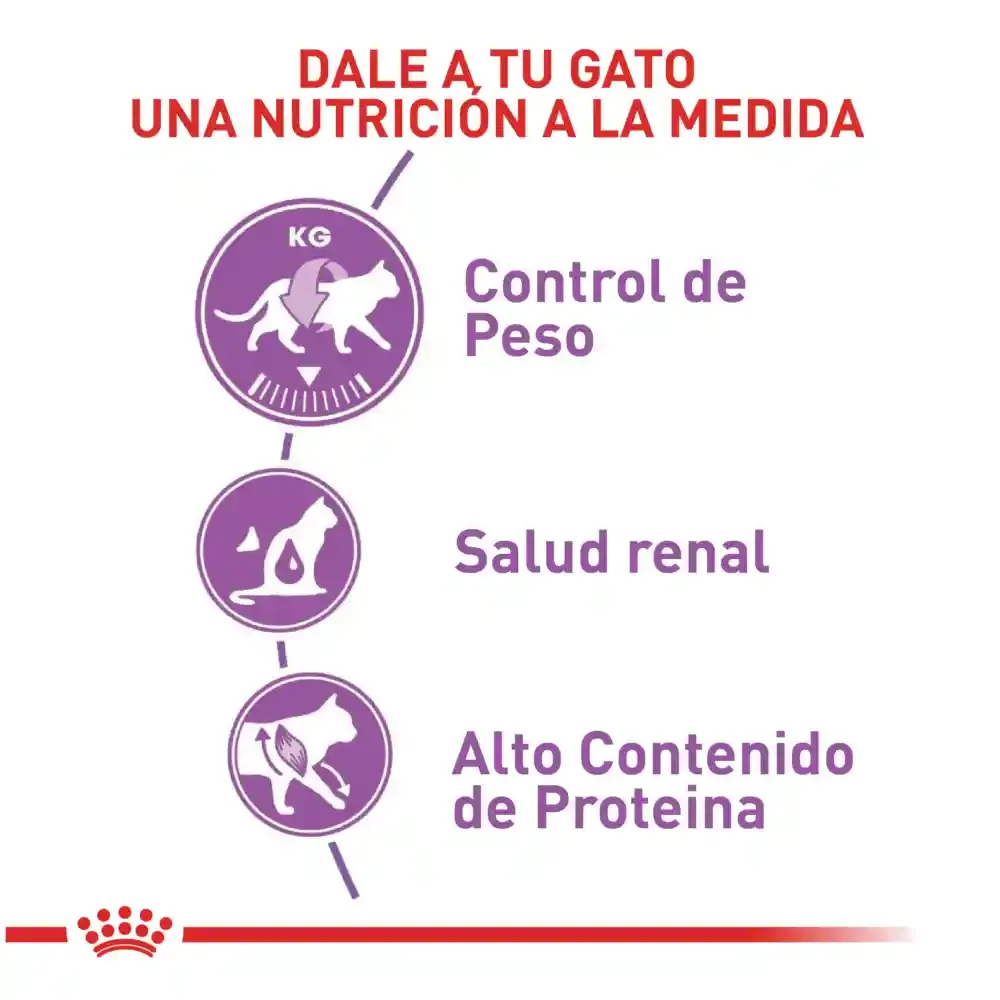 DALE A TU GATO
UNA NUTRICIÓN A LA MEDIDA
KG
Control de
Peso
Salud renal
Alto Contenido
de Proteina